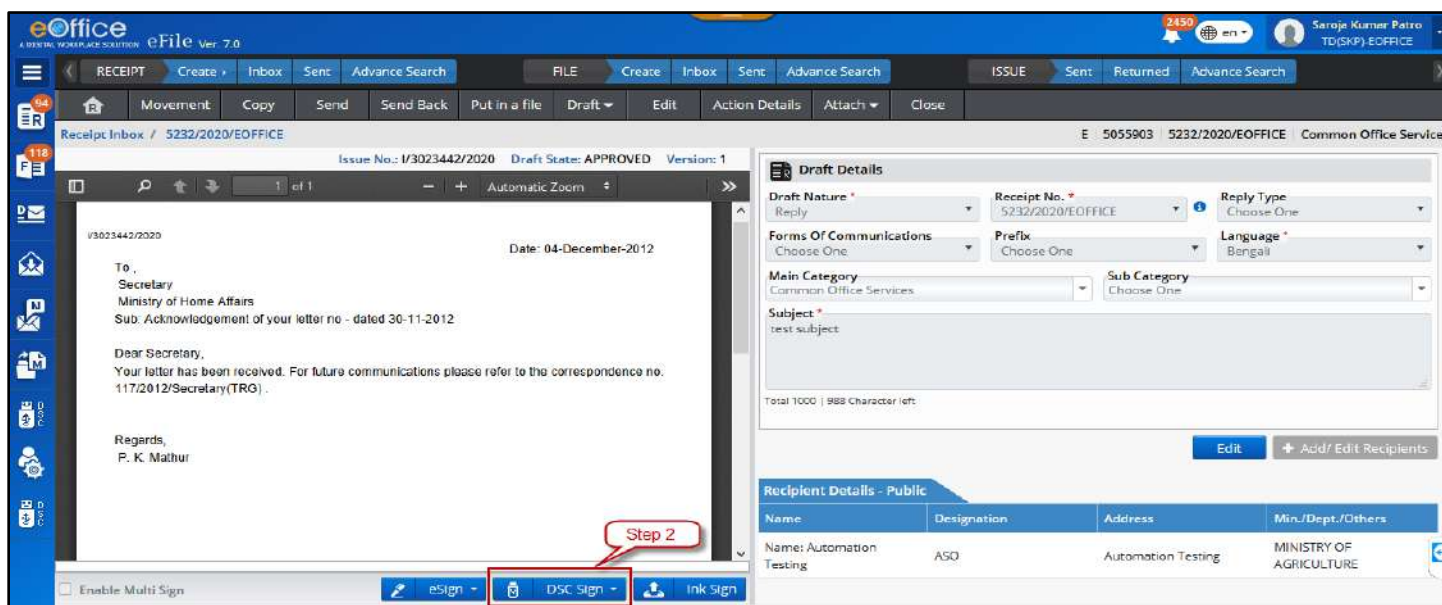 eOffice
A DIGITAL WORKPLACE SOLUTION eFile Ver. 7.0
2450 en Saroje Kumar Patro
TD(SKP)-EOFFICE
RECEIPT Create Inbox Sent Advance Search FILE Create Inbox Sent Advance Search ISSUE Sent Returned Advance Search
Movement Copy Send Send Back Put in a file Draft Edit Action Details Attach Close
94
R
Receipt Inbox / 5232/2020/EOFFICE E 5055903 5232/2020/EOFFICE Common Office Service
118
F
Issue No.: I/3023442/2020 Draft State: APPROVED Version: 1
1 of 1 Automatic Zoom
I/3023442/2020
Date: 04-December-2012
To ,
Secretary
Ministry of Home Affairs
Sub: Acknowledgement of your letter no - dated 30-11-2012
Dear Secretary,
Your letter has been received. For future communications please refer to the correspondence no.
117/2012/Secretary(TRG) .
Regards,
P. K. Mathur
Step 2
Enable Multi Sign eSign DSC Sign Ink Sign
D
N
M
DSC
DSC
Draft Details
Draft Nature * Receipt No. * Reply Type
Reply 5232/2020/EOFFICE Choose One
Forms Of Communications Prefix Language *
Choose One Choose One Bengali
Main Category Sub Category
Common Office Services Choose One
Subject *
test subject
Total 1000 | 988 Character left
Edit + Add/ Edit Recipients
Recipient Details - Public
Name Designation Address Min./Dept./Others
Name: Automation Testing ASO Automation Testing MINISTRY OF
AGRICULTURE